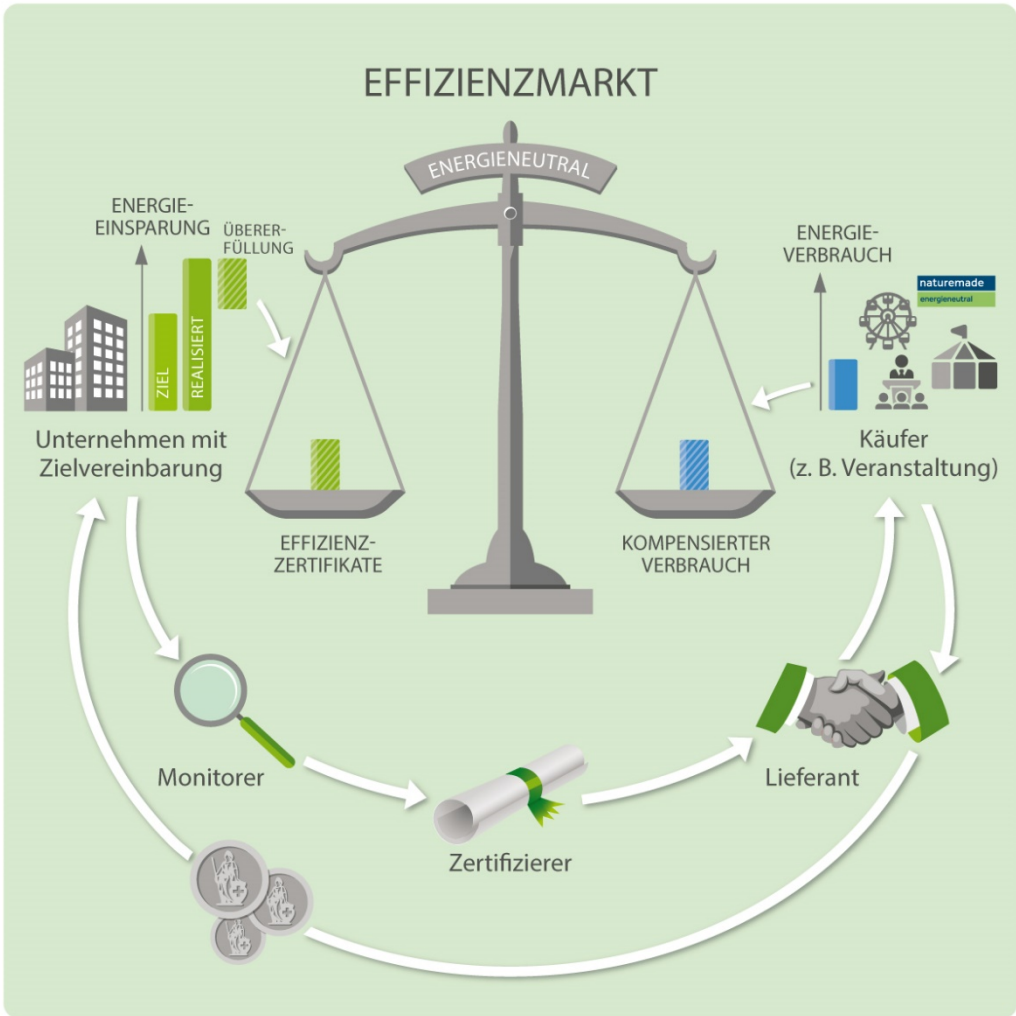 EFFIZIENZMARKT
ENERGIENEUTRAL
ENERGIE-
EINSPARUNG
ÜBERER-
FÜLLUNG
ZIEL
REALISIERT
Unternehmen mit
Zielvereinbarung
ENERGIE-
VERBRAUCH
naturemade
energieneutral
Käufer
(z. B. Veranstaltung)
EFFIZIENZ-
ZERTIFIKATE
KOMPENSIERTER
VERBRAUCH
Monitorer
Zertifizierer
Lieferant